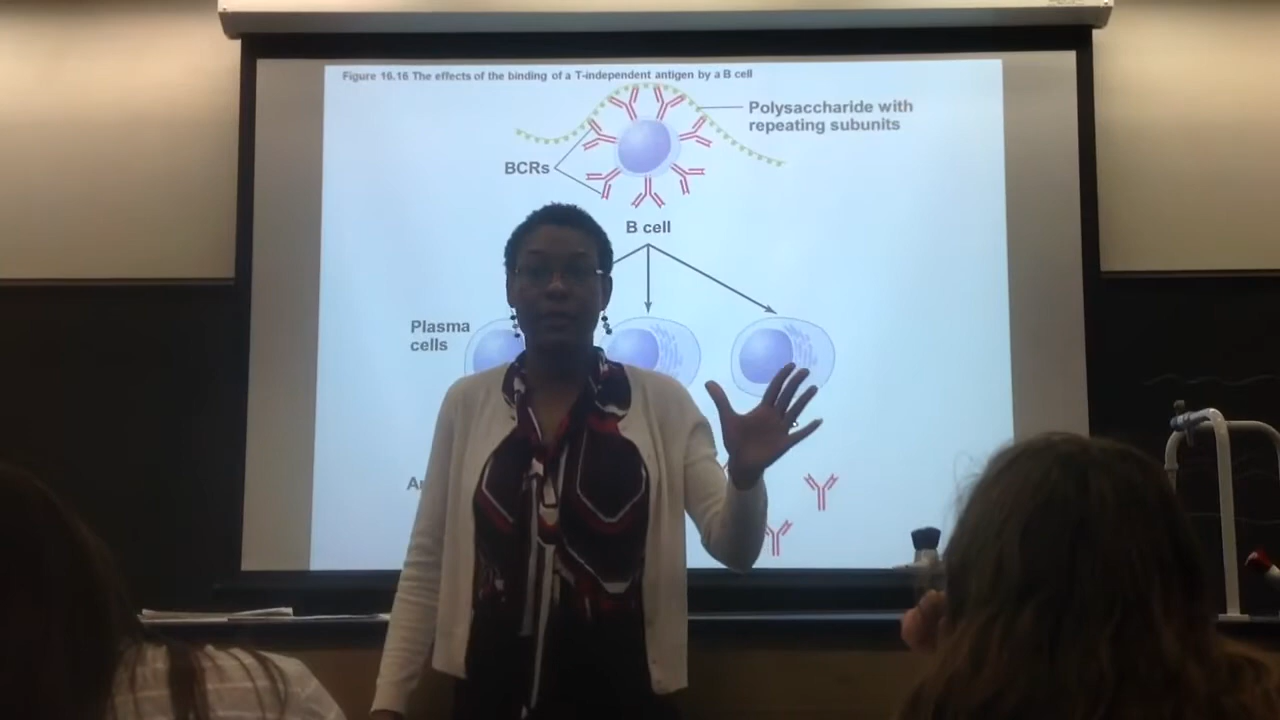 Figure 16.16 The effects of the binding of a T-independent antigen by a B cell
Polysaccharide with
repeating subunits
BCRs
B cell
Plasma
cells